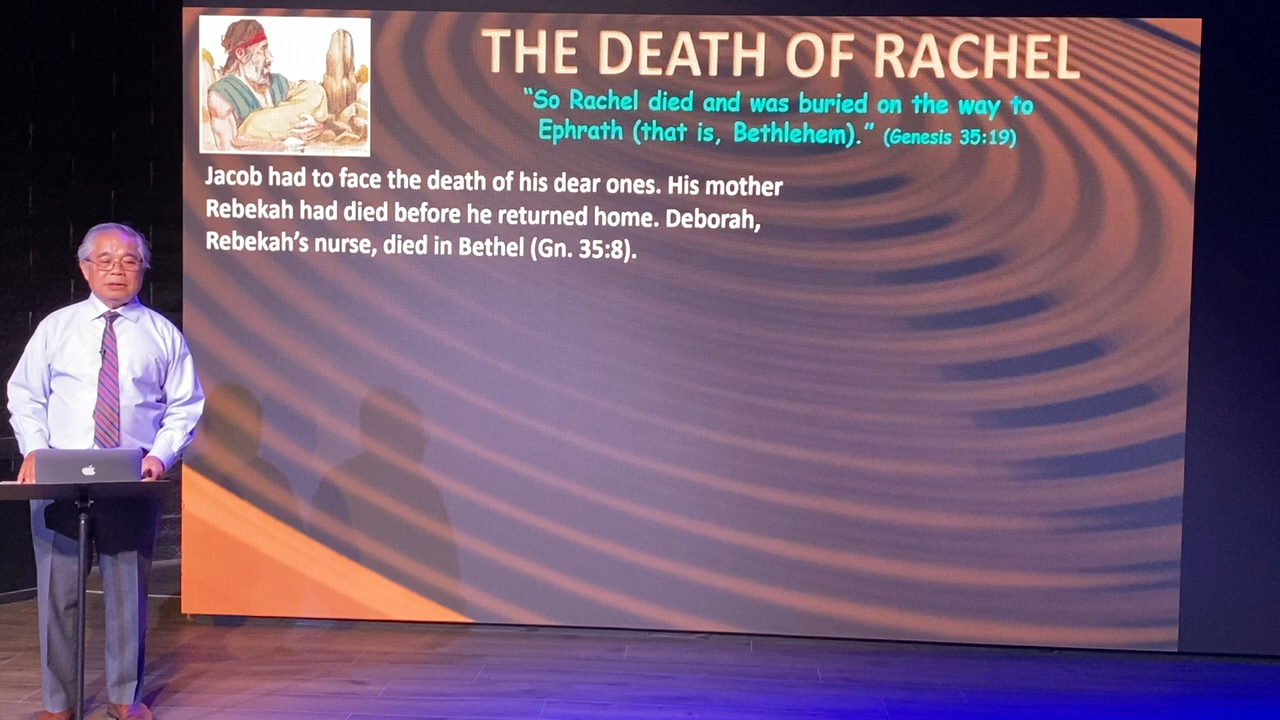 THE DEATH OF RACHEL
“So Rachel died and was buried on the way to
Ephrath (that is, Bethlehem).” (Genesis 35:19)
Jacob had to face the death of his dear ones. His mother
Rebekah had died before he returned home. Deborah,
Rebekah’s nurse, died in Bethel (Gn. 35:8).